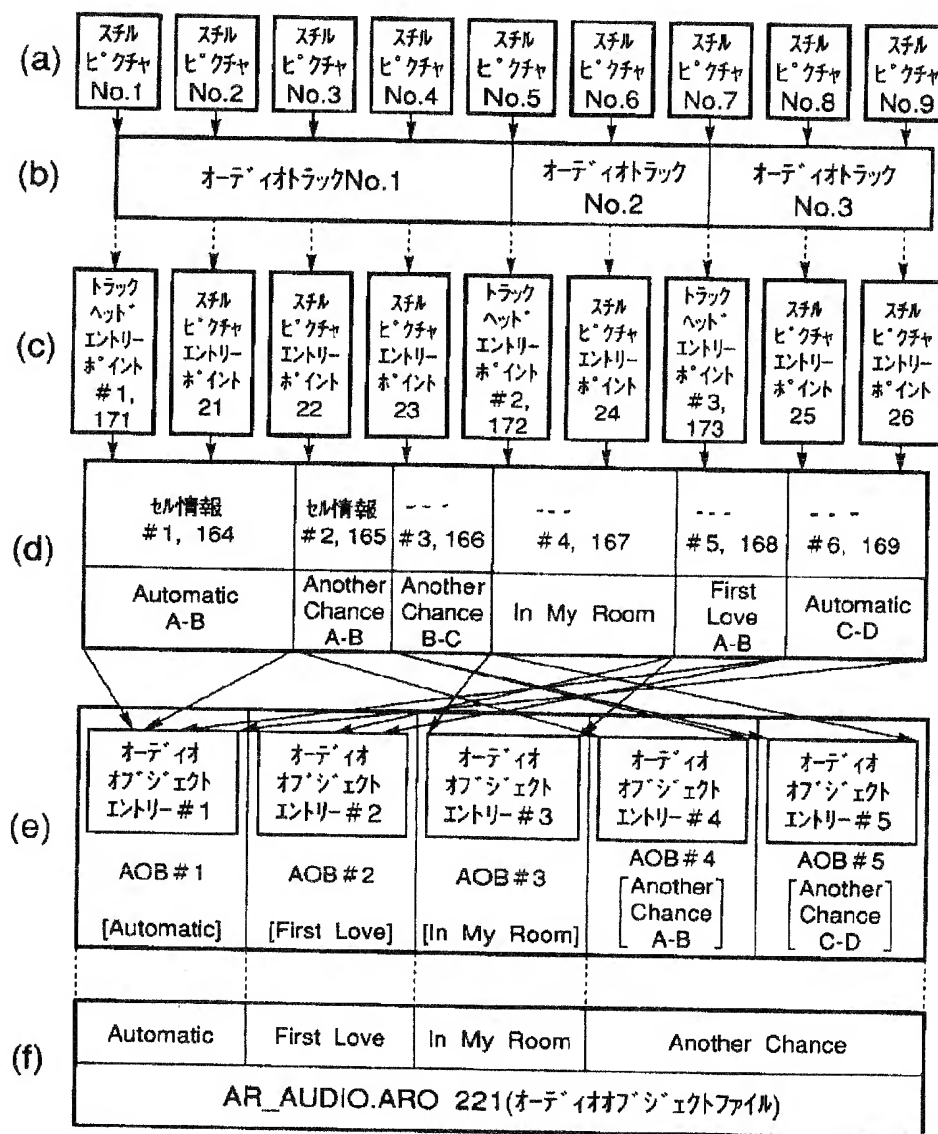 (a)
スチル
ピクチャ
No.1
スチル
ピクチャ
No.2
スチル
ピクチャ
No.3
スチル
ピクチャ
No.4
スチル
ピクチャ
No.5
スチル
ピクチャ
No.6
スチル
ピクチャ
No.7
スチル
ピクチャ
No.8
スチル
ピクチャ
No.9
(b)
オーディオトラックNo.1
オーディオトラック
No.2
オーディオトラック
No.3
(c)
トラック
ヘッド
エントリー
ポイント
#1,
171
スチル
ピクチャ
エントリー
ポイント
21
スチル
ピクチャ
エントリー
ポイント
22
スチル
ピクチャ
エントリー
ポイント
23
トラック
ヘッド
エントリー
ポイント
#2,
172
スチル
ピクチャ
エントリー
ポイント
24
トラック
ヘッド
エントリー
ポイント
#3,
173
スチル
ピクチャ
エントリー
ポイント
25
スチル
ピクチャ
エントリー
ポイント
26
(d)
セル情報
#1, 164
セル情報
#2, 165
---
#3, 166
---
#4, 167
---
#5, 168
---
#6, 169
Automatic
A-B
Another
Chance
A-B
Another
Chance
B-C
In My Room
First
Love
A-B
Automatic
C-D
(e)
オーディオ
オブジェクト
エントリー#1
AOB#1
[Automatic]
オーディオ
オブジェクト
エントリー#2
AOB#2
[First Love]
オーディオ
オブジェクト
エントリー#3
AOB#3
[In My Room]
オーディオ
オブジェクト
エントリー#4
AOB#4
[Another
Chance
A-B]
オーディオ
オブジェクト
エントリー#5
AOB#5
[Another
Chance
C-D]
(f)
Automatic
First Love
In My Room
Another Chance
AR_AUDIO.ARO 221(オーディオオブジェクトファイル)